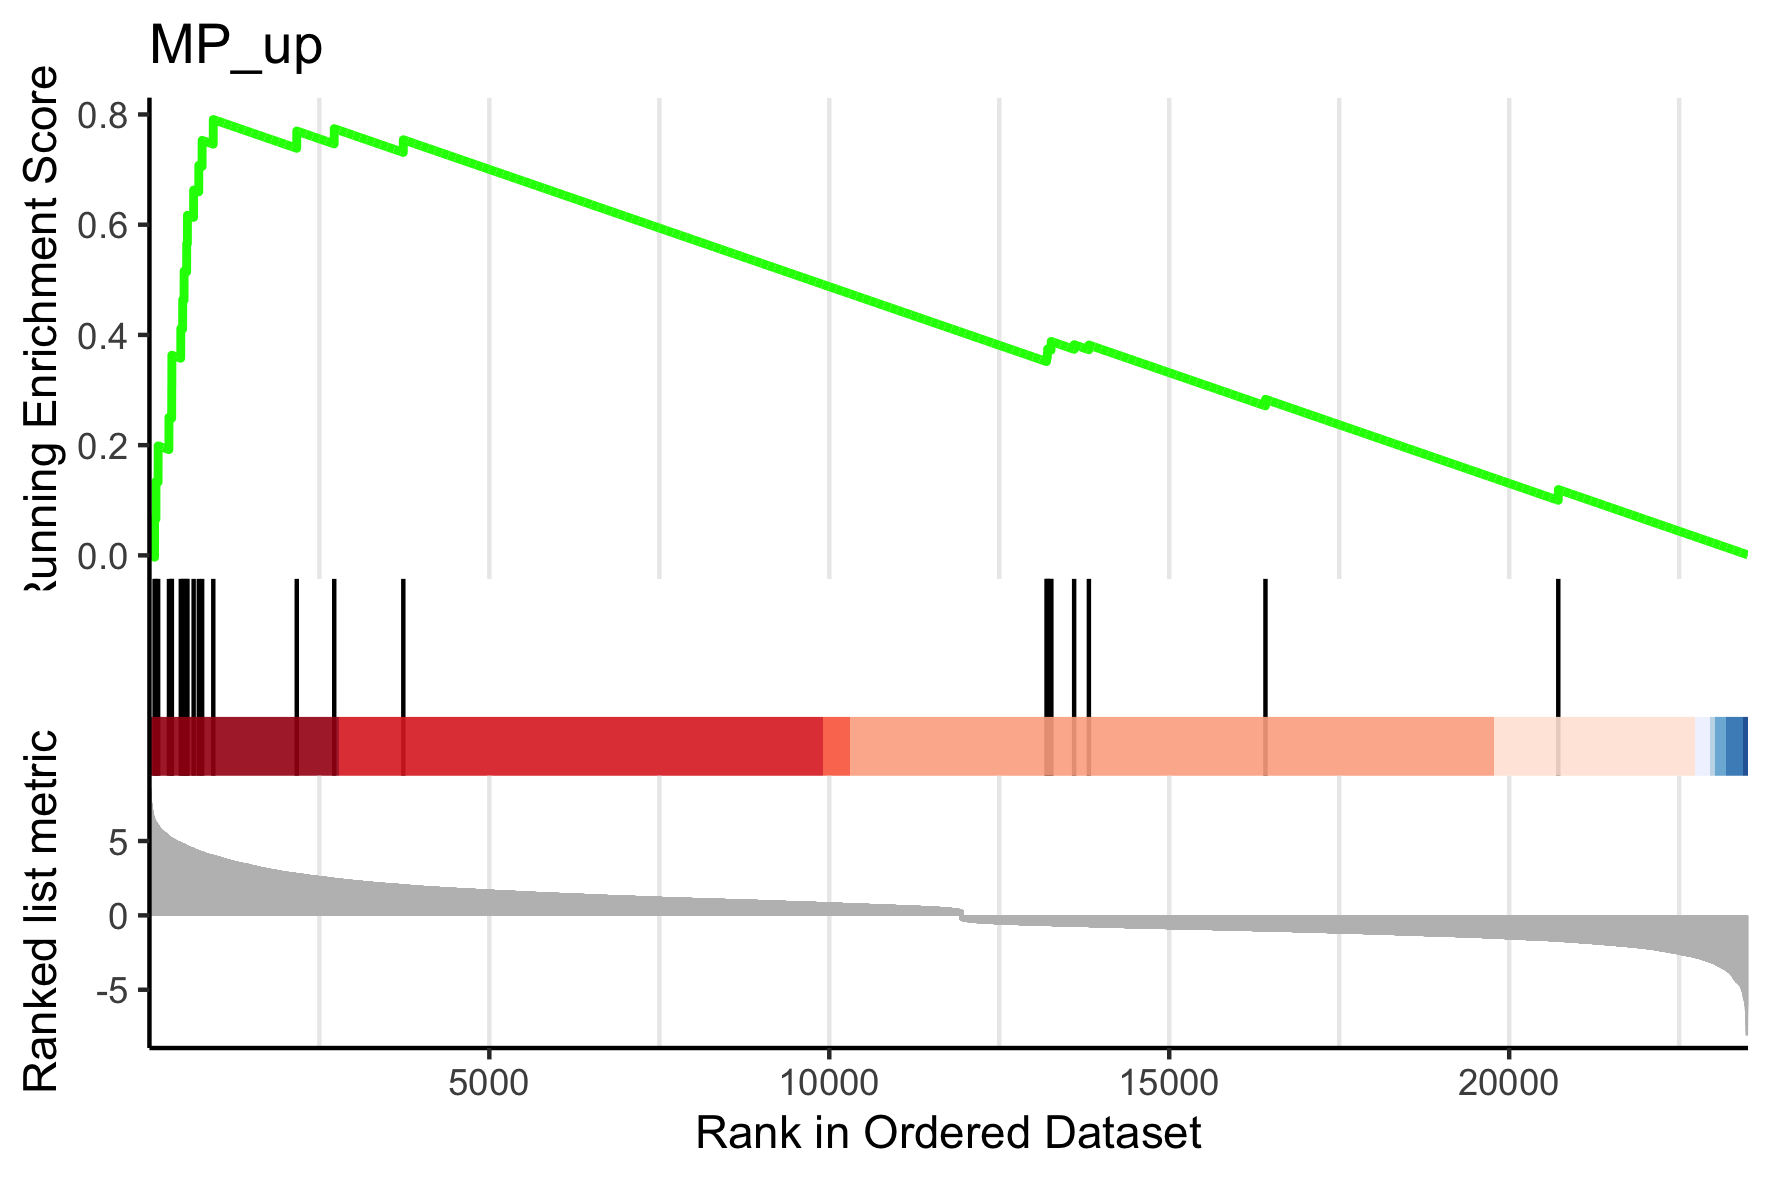 MP_up
Running Enrichment Score
0.8
0.6
0.4
0.2
0.0
Ranked list metric
5
0
-5
5000 10000 15000 20000
Rank in Ordered Dataset